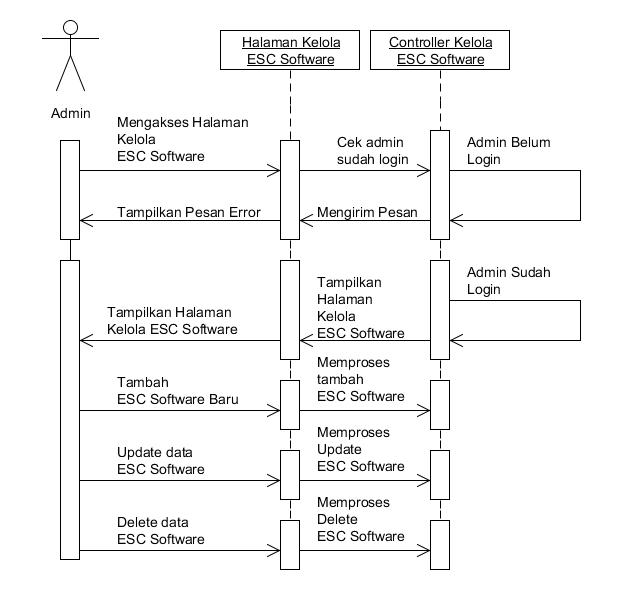 Halaman Kelola
ESC Software
Controller Kelola
ESC Software
Admin
Mengakses Halaman
Kelola
ESC Software
Cek admin
sudah login
Admin Belum
Login
Tampilkan Pesan Error
Mengirim Pesan
Admin Sudah
Login
Tampilkan
Halaman
Kelola
ESC Software
Tampilkan Halaman
Kelola ESC Software
Tambah
ESC Software Baru
Memproses
tambah
ESC Software
Update data
ESC Software
Memproses
Update
ESC Software
Delete data
ESC Software
Memproses
Delete
ESC Software